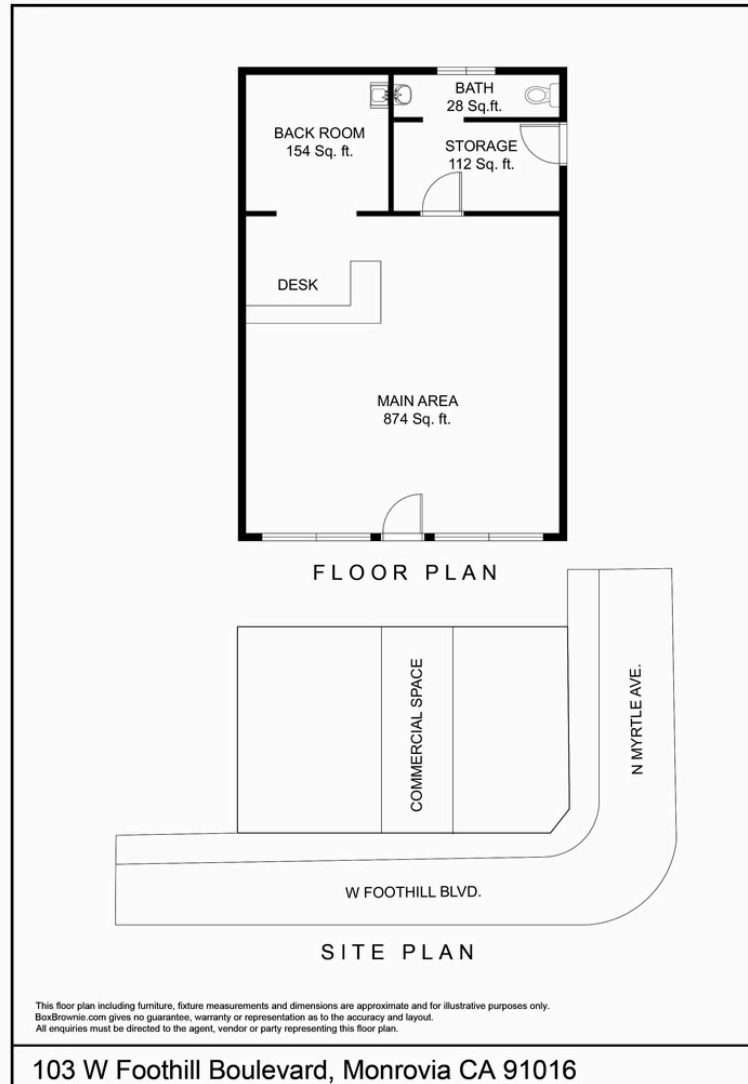 BATH
28 Sq.ft.
BACK ROOM
154 Sq. ft.
STORAGE
112 Sq. ft.
DESK
MAIN AREA
874 Sq. ft.
FLOOR PLAN
COMMERCIAL SPACE
N MYRTLE AVE.
W FOOTHILL BLVD.
SITE PLAN
This floor plan including furniture, fixture measurements and dimensions are approximate and for illustrative purposes only.
BoxBrownie.com gives no guarantee, warranty or representation as to the accuracy and layout.
All enquiries must be directed to the agent, vendor or party representing this floor plan.
103 W Foothill Boulevard, Monrovia CA 91016